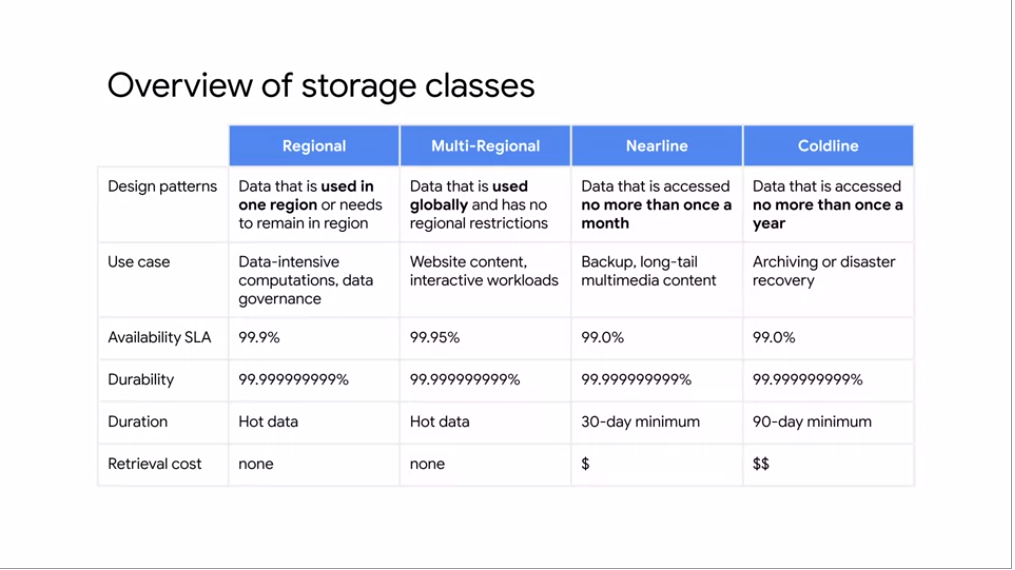 Overview of storage classes
Regional
Multi-Regional
Nearline
Coldline
Design patterns
Data that is used in
one region or needs
to remain in region
Data that is used
globally and has no
regional restrictions
Data that is accessed
no more than once a
month
Data that is accessed
no more than once a
year
Use case
Data-intensive
computations, data
governance
Website content,
interactive workloads
Backup, long-tail
multimedia content
Archiving or disaster
recovery
Availability SLA
99.9%
99.95%
99.0%
99.0%
Durability
99.999999999%
99.999999999%
99.999999999%
99.999999999%
Duration
Hot data
Hot data
30-day minimum
90-day minimum
Retrieval cost
none
none
$
$$